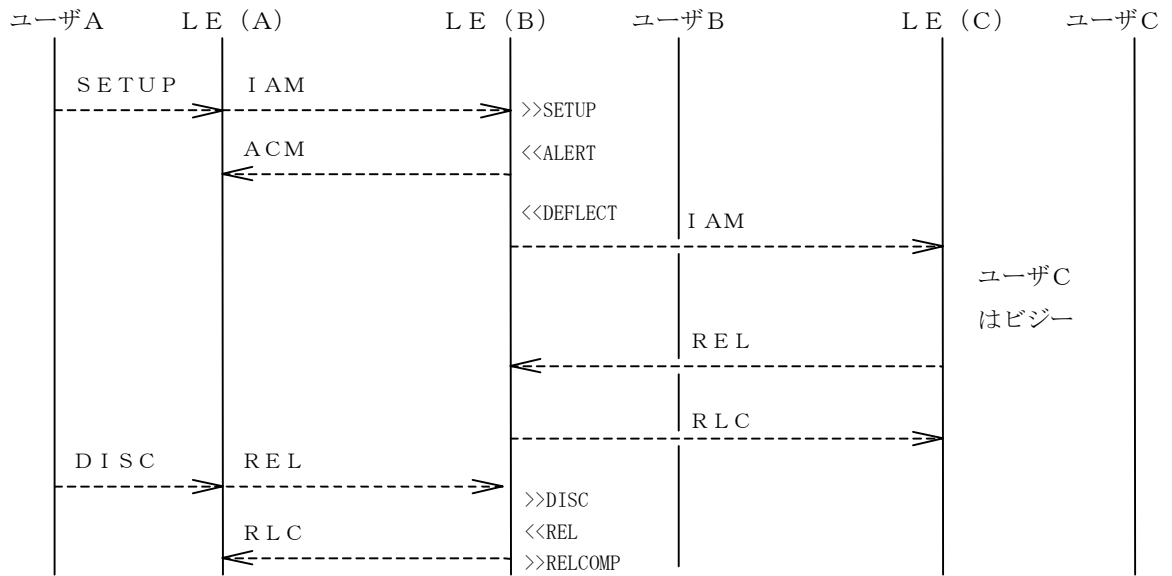 ユーザA　LE（A）　LE（B）　ユーザB　LE（C）　ユーザC
SETUP　IAM
>>SETUP
ACM　<<ALERT
<<DEFLECT
IAM
ユーザC
はビジー
REL
RLC
DISC　REL
>>DISC
RLC　<<REL
>>RELCOMP